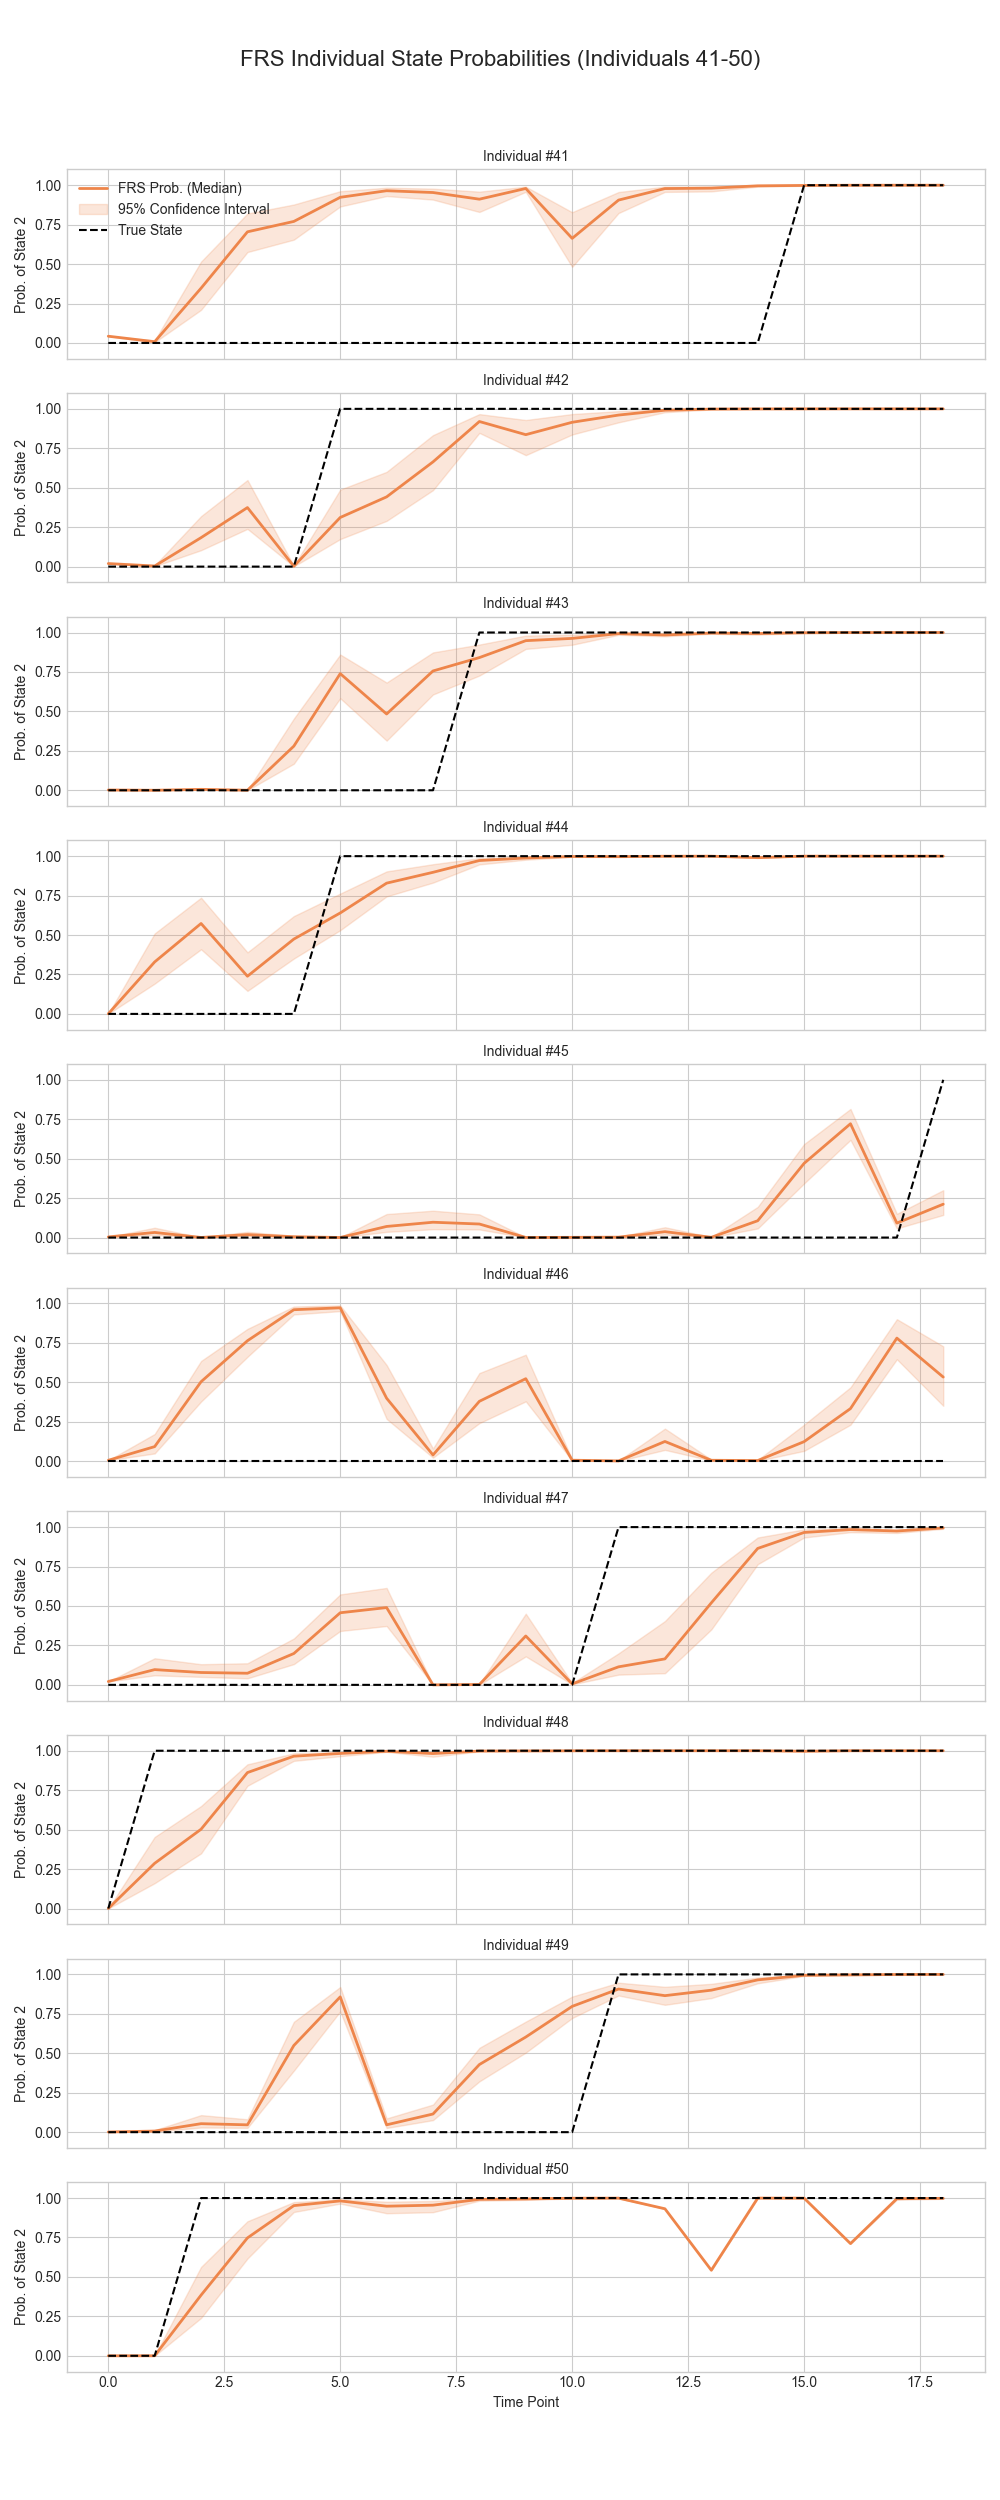 FRS Individual State Probabilities (Individuals 41-50)
Individual #41
1.00
0.75
0.50
0.25
0.00
Prob. of State 2
FRS Prob. (Median)
95% Confidence Interval
True State
Individual #42
1.00
0.75
0.50
0.25
0.00
Prob. of State 2
Individual #43
1.00
0.75
0.50
0.25
0.00
Prob. of State 2
Individual #44
1.00
0.75
0.50
0.25
0.00
Prob. of State 2
Individual #45
1.00
0.75
0.50
0.25
0.00
Prob. of State 2
Individual #46
1.00
0.75
0.50
0.25
0.00
Prob. of State 2
Individual #47
1.00
0.75
0.50
0.25
0.00
Prob. of State 2
Individual #48
1.00
0.75
0.50
0.25
0.00
Prob. of State 2
Individual #49
1.00
0.75
0.50
0.25
0.00
Prob. of State 2
Individual #50
1.00
0.75
0.50
0.25
0.00
Prob. of State 2
0.0 2.5 5.0 7.5 10.0 12.5 15.0 17.5
Time Point